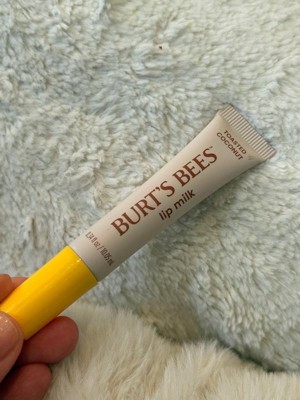 TOASTED
COCONUT
BURT'S BEES
lip milk